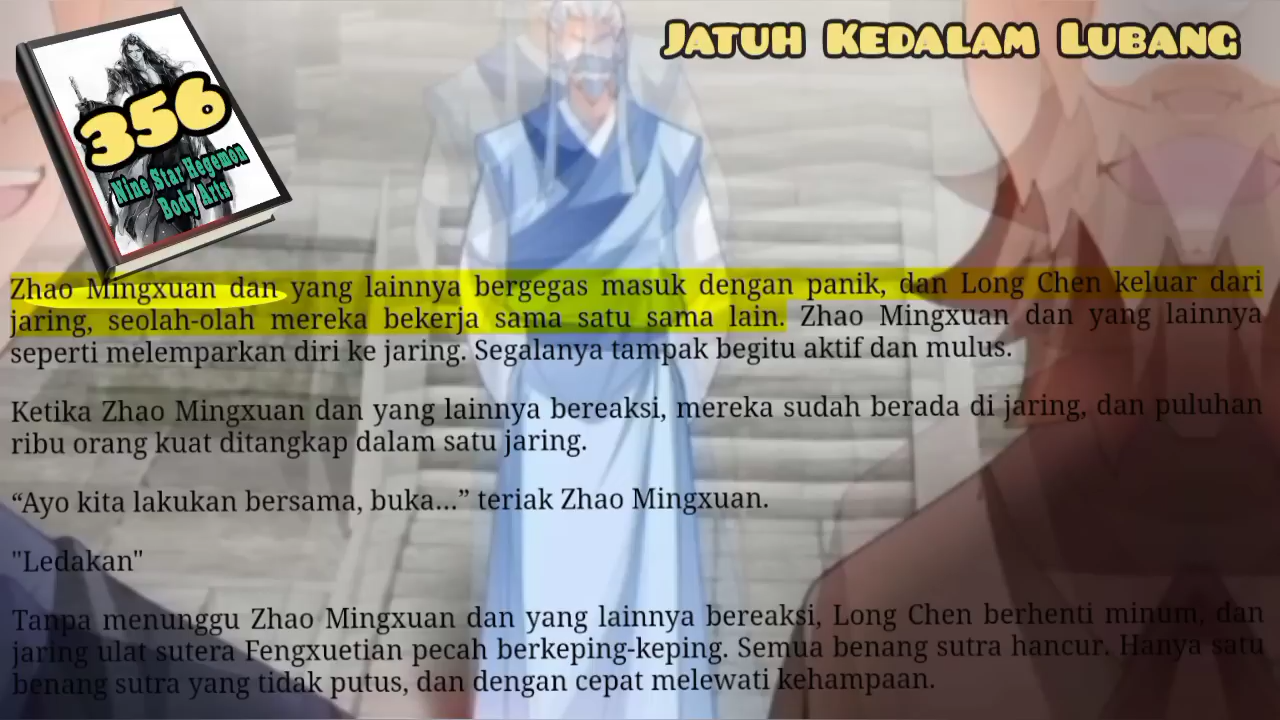 Jatuh Kedalam Lubang
356
Nine Star Hegemon
Body Arts
Zhao Mingxuan dan yang lainnya bergegas masuk dengan panik, dan Long Chen keluar dari
jaring, seolah-olah mereka bekerja sama satu sama lain. Zhao Mingxuan dan yang lainnya
seperti melemparkan diri ke jaring. Segalanya tampak begitu aktif dan mulus.
Ketika Zhao Mingxuan dan yang lainnya bereaksi, mereka sudah berada di jaring, dan puluhan
ribu orang kuat ditangkap dalam satu jaring.
“Ayo kita lakukan bersama, buka...” teriak Zhao Mingxuan.
"Ledakan"
Tanpa menunggu Zhao Mingxuan dan yang lainnya bereaksi, Long Chen berhenti minum, dan
jaring ulat sutera Fengxuetian pecah berkeping-keping. Semua benang sutra hancur. Hanya satu
benang sutra yang tidak putus, dan dengan cepat melewati kehampaan.